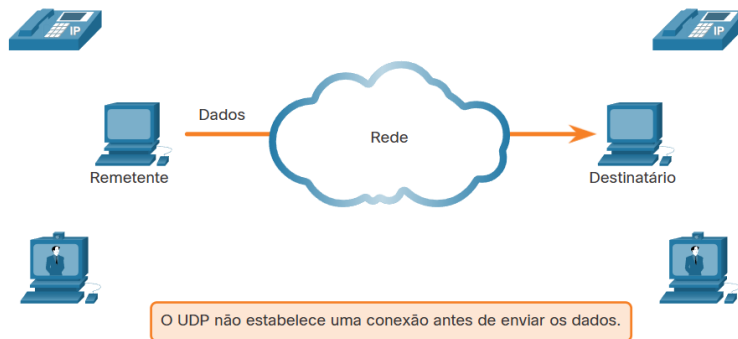 IP
IP
Dados
Rede
Remetente
Destinatário
O UDP não estabelece uma conexão antes de enviar os dados.